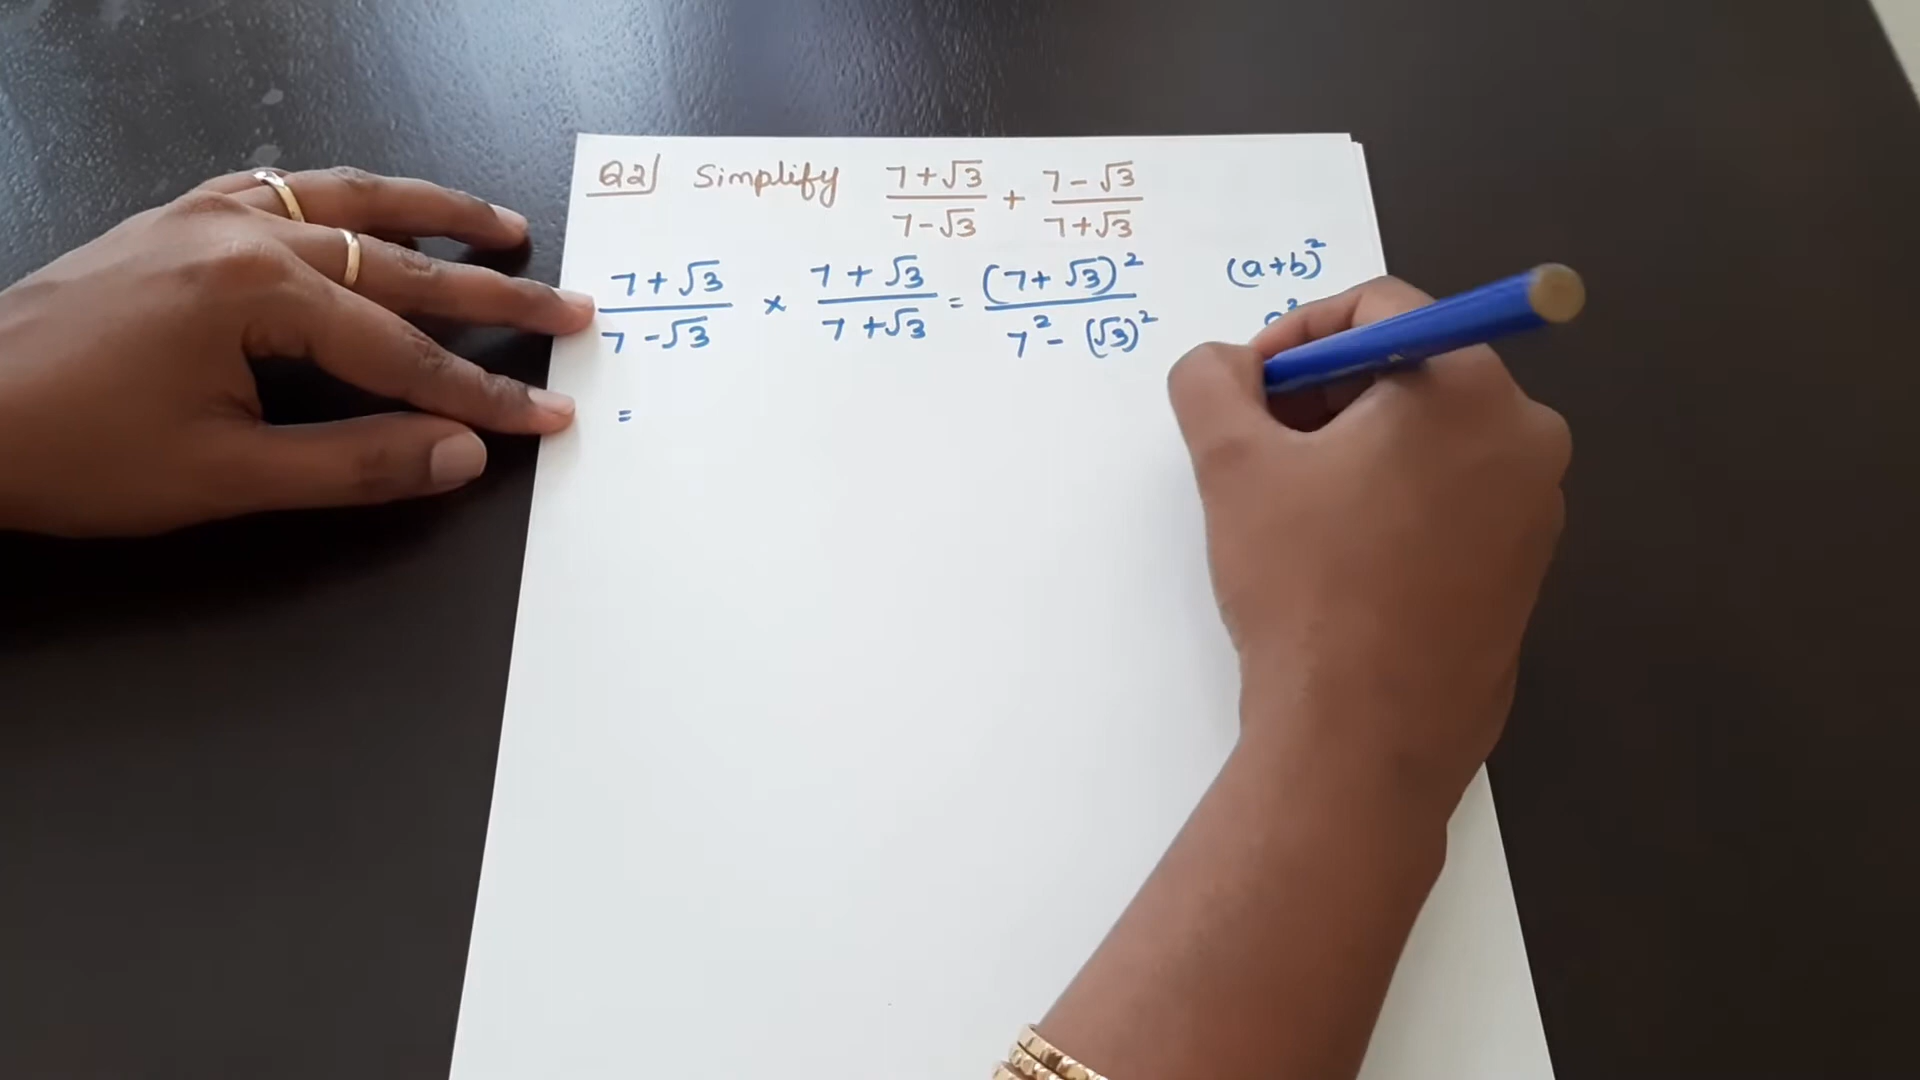 Q2/ Simplify (7+√3)/(7-√3) + (7-√3)/(7+√3)
(7+√3)/(7-√3) × (7+√3)/(7+√3) = (7+√3)²/(7² - (√3)²)
(a+b)²
=